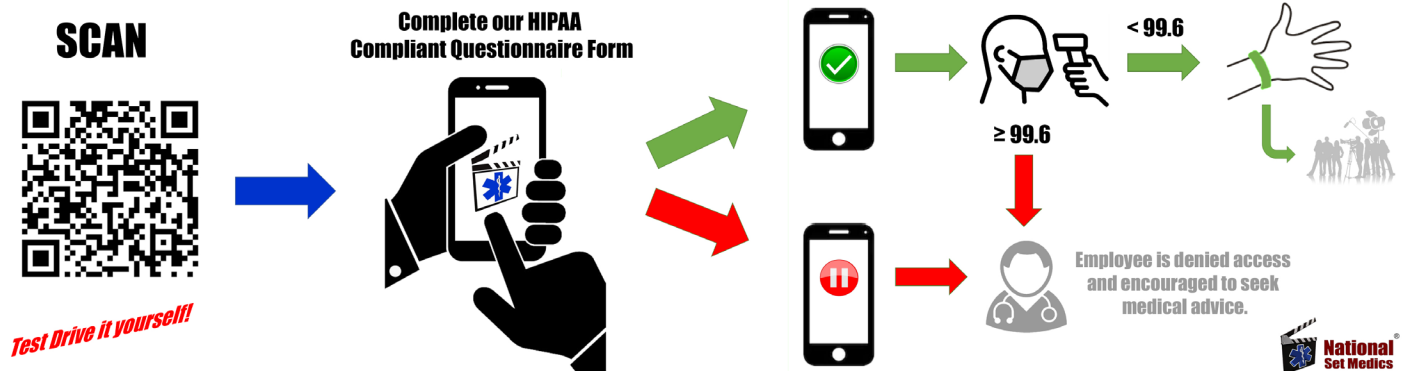 SCAN
Test Drive it yourself!
Complete our HIPAA
Compliant Questionnaire Form
< 99.6
≥ 99.6
Employee is denied access
and encouraged to seek
medical advice.
National®
Set Medics